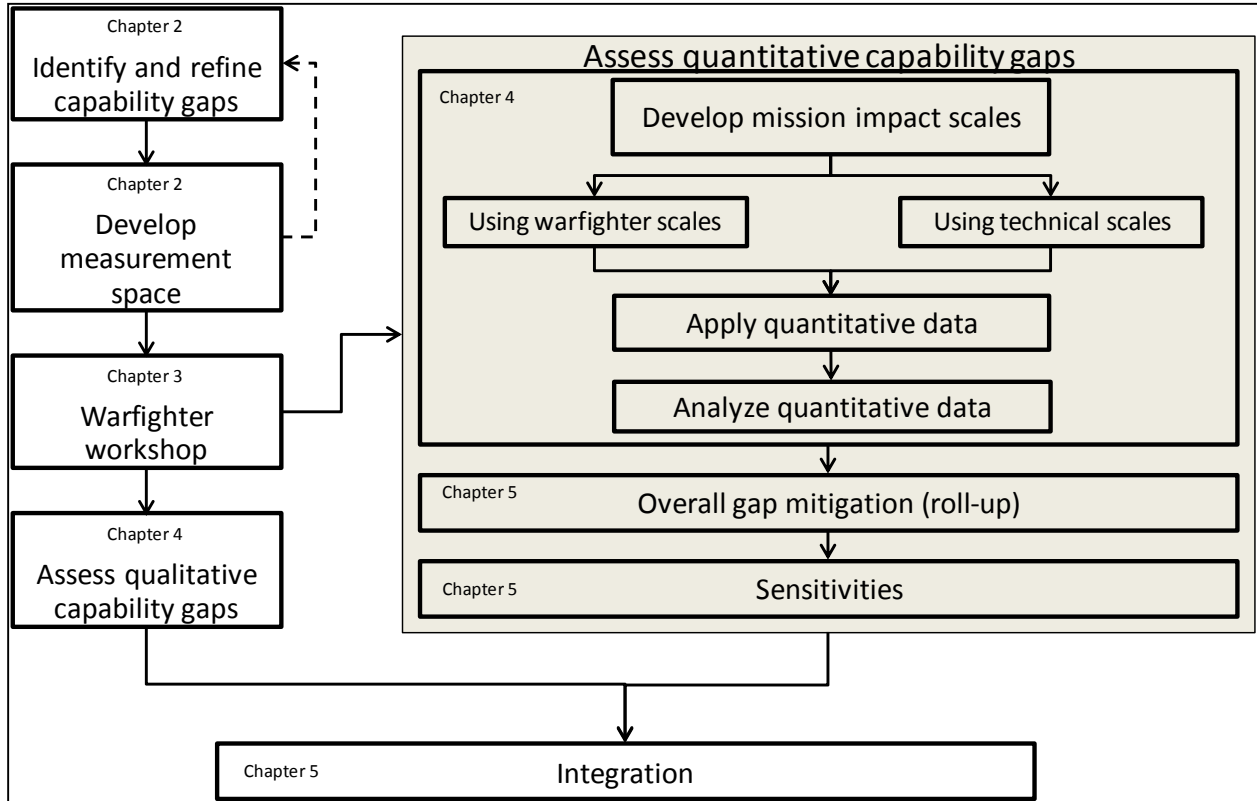 Chapter 2
Identify and refine
capability gaps
Chapter 2
Develop
measurement
space
Chapter 3
Warfighter
workshop
Chapter 4
Assess qualitative
capability gaps
Assess quantitative capability gaps
Chapter 4
Develop mission impact scales
Using warfighter scales
Using technical scales
Apply quantitative data
Analyze quantitative data
Chapter 5
Overall gap mitigation (roll-up)
Chapter 5
Sensitivities
Chapter 5
Integration